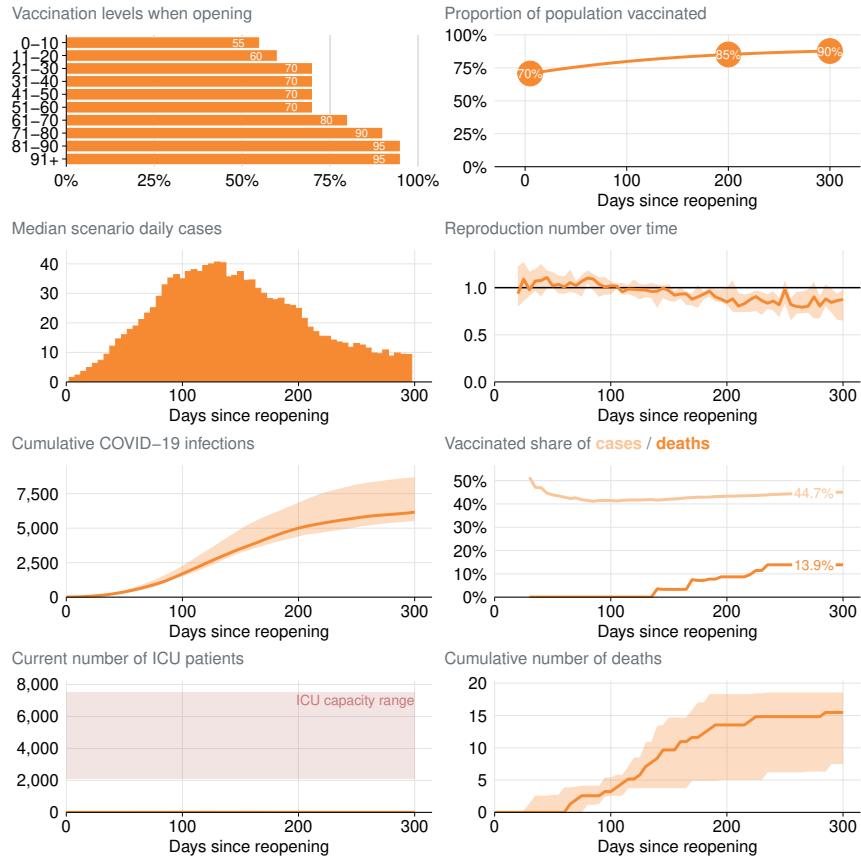 Vaccination levels when opening
0−10
11−20
21−30
31−40
41−50
51−60
61−70
71−80
81−90
91+
55
60
70
70
70
70
80
90
95
95
0% 25% 50% 75% 100%
Proportion of population vaccinated
100%
75%
50%
25%
0%
70% 85% 90%
0 100 200 300
Days since reopening
Median scenario daily cases
40
30
20
10
0
0 100 200 300
Days since reopening
Reproduction number over time
1.0
0.5
0.0
0 100 200 300
Days since reopening
Cumulative COVID−19 infections
7,500
5,000
2,500
0
0 100 200 300
Days since reopening
Vaccinated share of cases / deaths
50%
40%
30%
20%
10%
0%
44.7%
13.9%
0 100 200 300
Days since reopening
Current number of ICU patients
8,000
6,000
4,000
2,000
0
ICU capacity range
0 100 200 300
Days since reopening
Cumulative number of deaths
20
15
10
5
0
0 100 200 300
Days since reopening